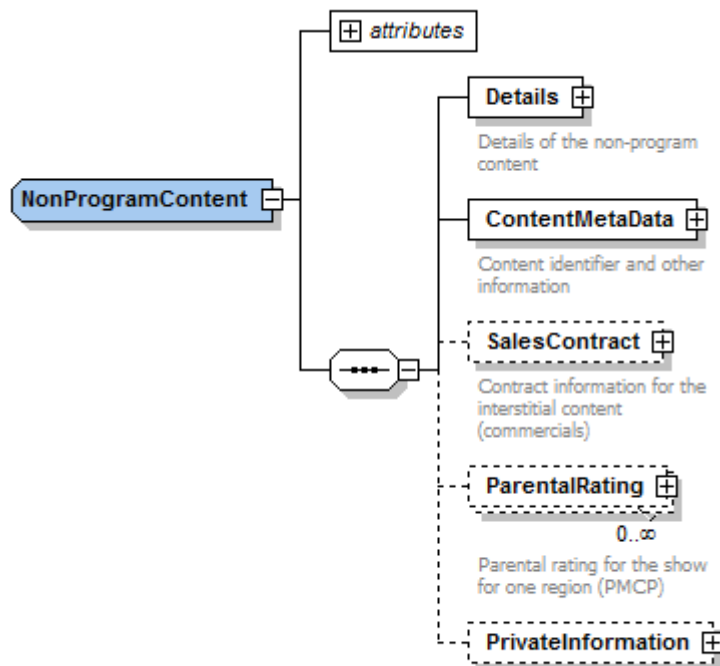 attributes
Details
Details of the non-program
content
NonProgramContent
ContentMetaData
Content identifier and other
information
SalesContract
Contract information for the
interstitial content
(commercials)
ParentalRating
0..∞
Parental rating for the show
for one region (PMCP)
PrivateInformation